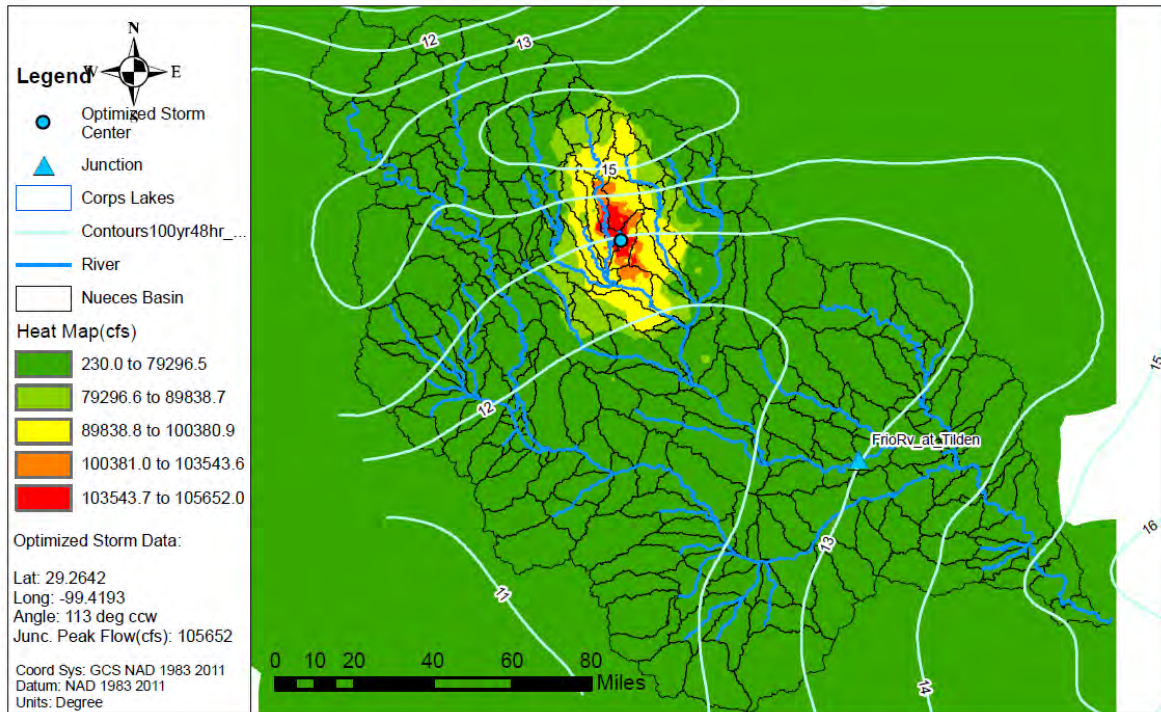 N
Legend
W
E
S
Optimized Storm
Center
Junction
Corps Lakes
Contours100yr48hr_...
River
Nueces Basin
Heat Map(cfs)
230.0 to 79296.5
79296.6 to 89838.7
89838.8 to 100380.9
100381.0 to 103543.6
103543.7 to 105652.0
Optimized Storm Data:
Lat: 29.2642
Long: -99.4193
Angle: 113 deg ccw
Junc. Peak Flow(cfs): 105652
Coord Sys: GCS NAD 1983 2011
Datum: NAD 1983 2011
Units: Degree
12
13
15
15
12
FrioRv_at_Tilden
16
13
11
14
0 10 20 40 60 80
Miles